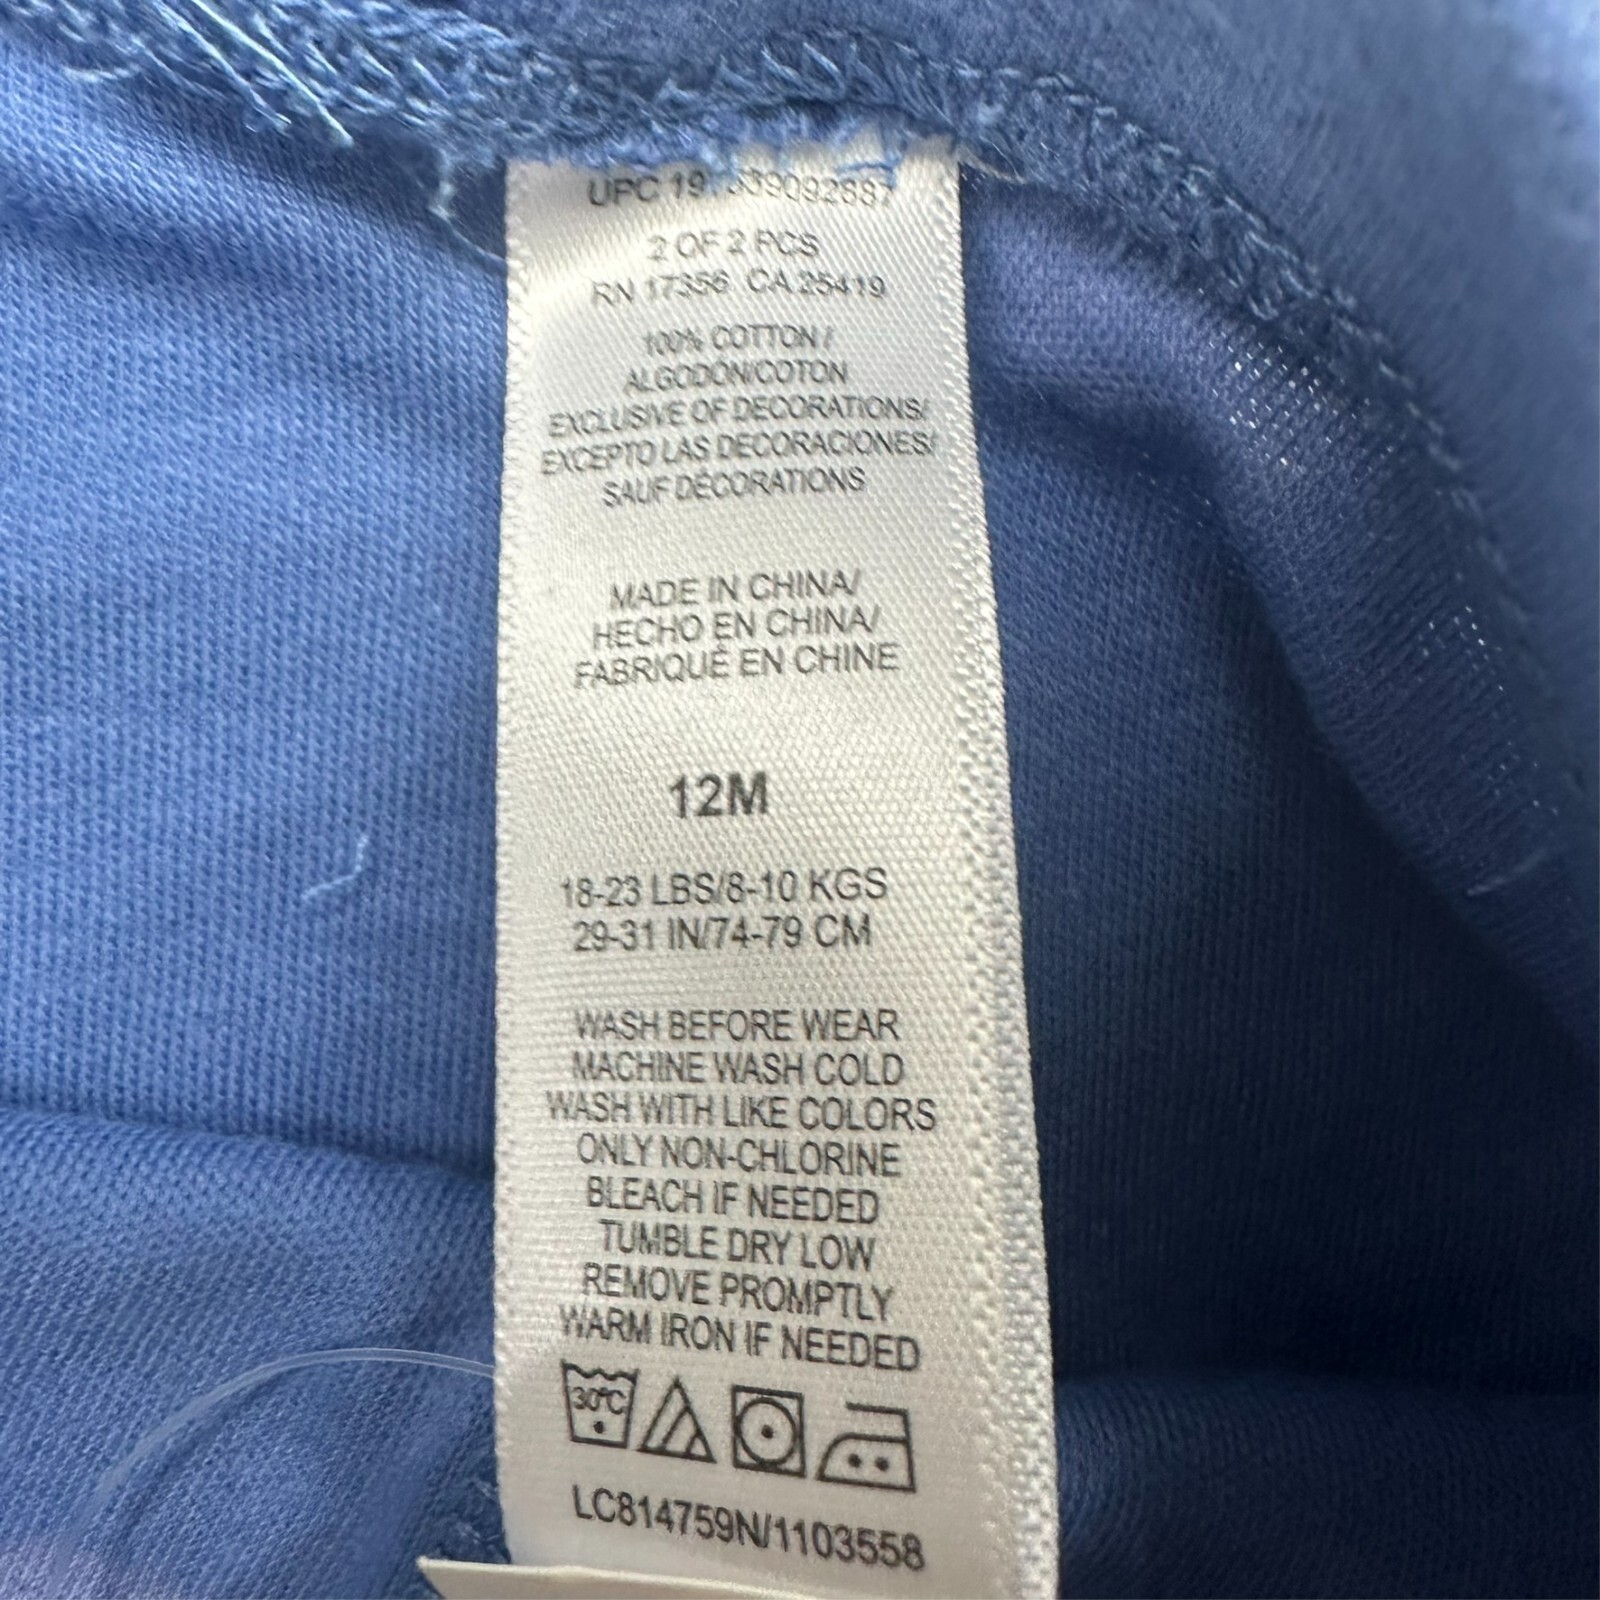 UPC
2 OF 2 PCS
RN 17356 CA 25419
100% COTTON /
ALGODÓN/COTON
EXCLUSIVE OF DECORATIONS/
EXCEPTO LAS DECORACIONES/
SAUF DÉCORATIONS
MADE IN CHINA/
HECHO EN CHINA/
FABRIQUÉ EN CHINE
12M
18-23 LBS/8-10 KGS
29-31 IN/74-79 CM
WASH BEFORE WEAR
MACHINE WASH COLD
WASH WITH LIKE COLORS
ONLY NON-CHLORINE
BLEACH IF NEEDED
TUMBLE DRY LOW
REMOVE PROMPTLY
WARM IRON IF NEEDED
30°C
LC814759N/1103558